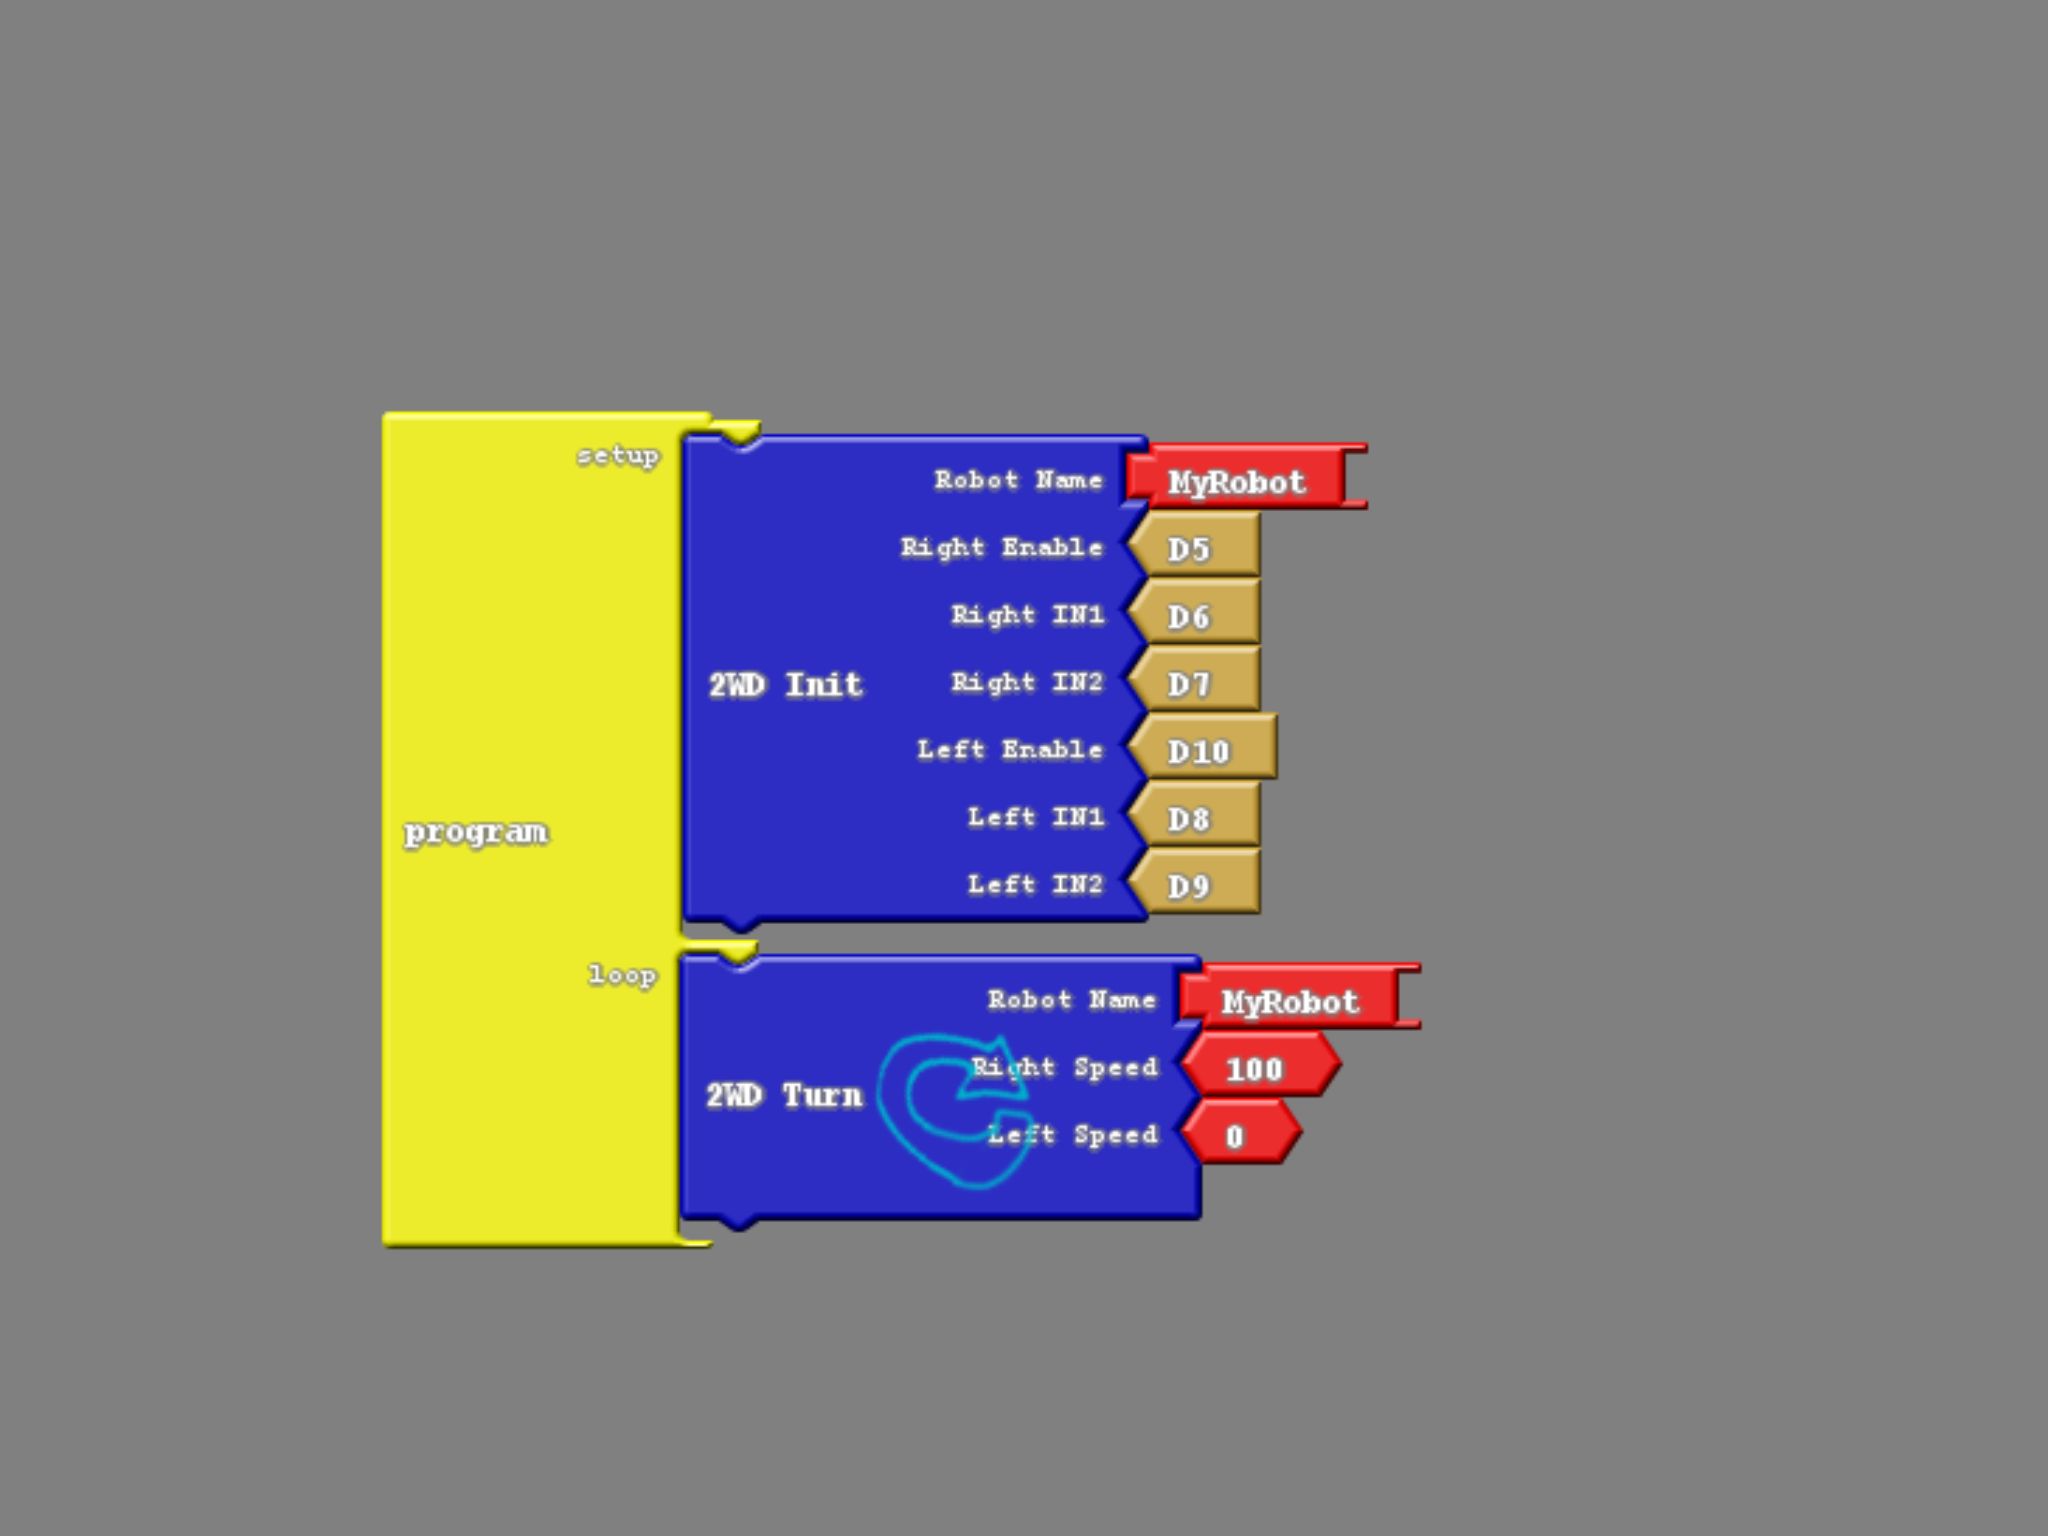 setup
Robot Name MyRobot
Right Enable D5
Right IN1 D6
2WD Init Right IN2 D7
Left Enable D10
program Left IN1 D8
Left IN2 D9
loop
Robot Name MyRobot
Right Speed 100
2WD Turn
Left Speed 0